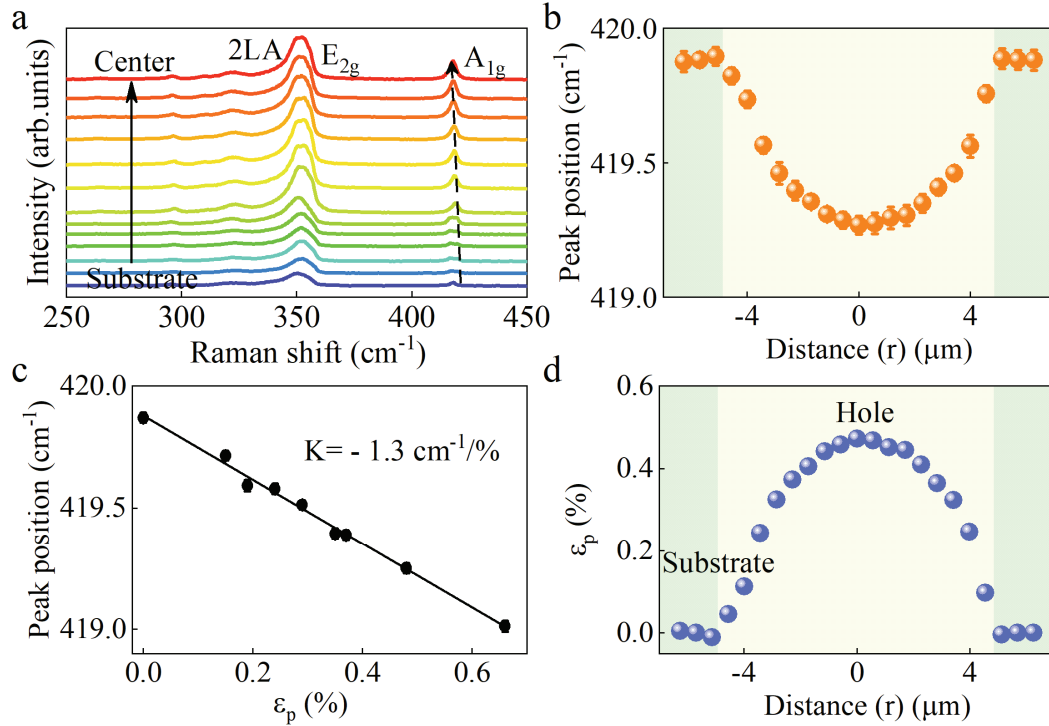 a
Intensity (arb.units)
Center
2LA
E2g
A1g
Substrate
250
300
350
400
450
Raman shift (cm-1)
b
Peak position (cm-1)
420.0
419.5
419.0
-4
0
4
Distance (r) (μm)
c
Peak position (cm-1)
420.0
419.5
419.0
K= - 1.3 cm-1/%
0.0
0.2
0.4
0.6
εp (%)
d
εp (%)
0.6
0.4
0.2
0.0
Hole
Substrate
-4
0
4
Distance (r) (μm)